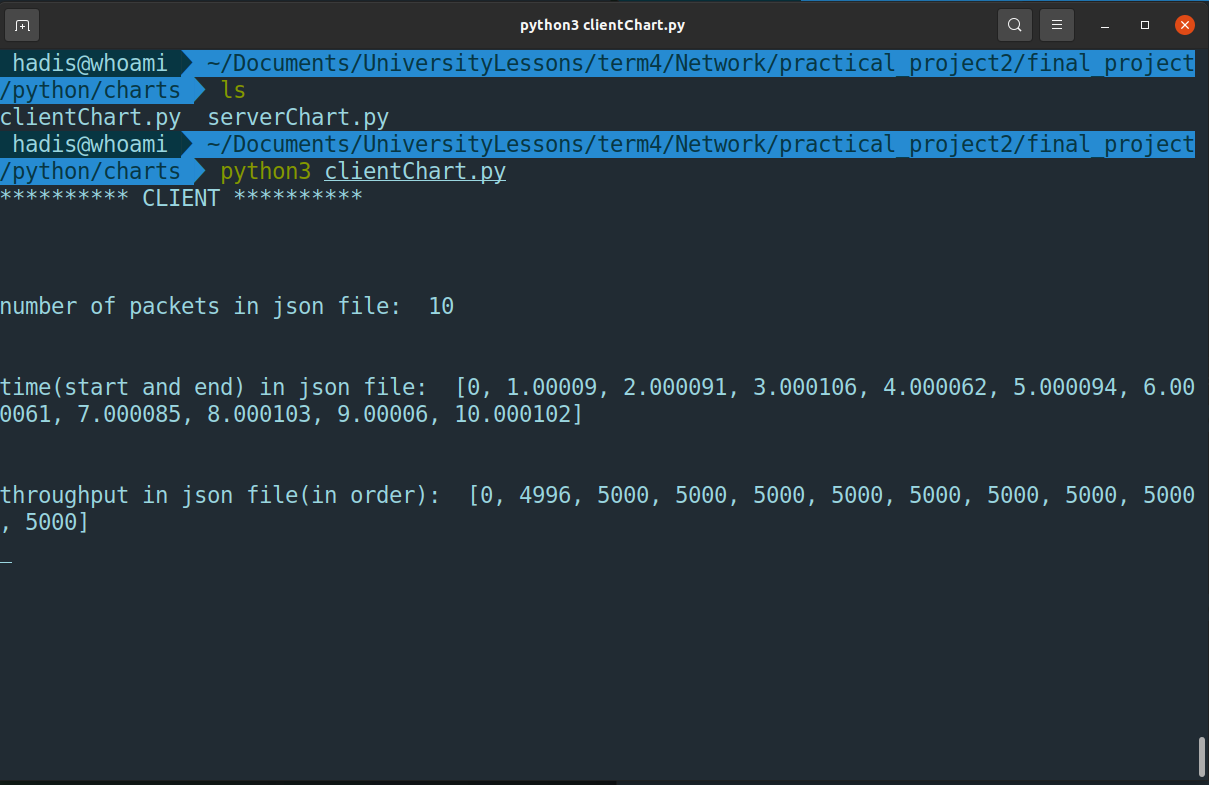 python3 clientChart.py
hadis@whoami ~/Documents/UniversityLessons/term4/Network/practical_project2/final_project
/python/charts ls
clientChart.py serverChart.py
hadis@whoami ~/Documents/UniversityLessons/term4/Network/practical_project2/final_project
/python/charts python3 clientChart.py
********** CLIENT **********
number of packets in json file:  10
time(start and end) in json file:  [0, 1.00009, 2.000091, 3.000106, 4.000062, 5.000094, 6.00
0061, 7.000085, 8.000103, 9.00006, 10.000102]
throughput in json file(in order):  [0, 4996, 5000, 5000, 5000, 5000, 5000, 5000, 5000, 5000
, 5000]